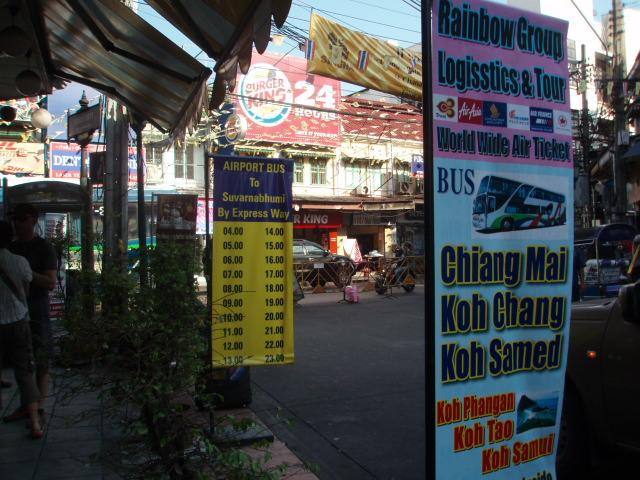 BURGER KING
24
HOURS
DEN
AIRPORT BUS
To
Suvarnabhumi
By Express Way
04.00 14.00
05.00 15.00
06.00 16.00
07.00 17.00
08.00 18.00
09.00 19.00
10.00 20.00
11.00 21.00
12.00 22.00
13.00 23.00
R KING
Rainbow Group
Logisstics & Tour
AirAsia
World Wide Air Ticket
BUS
Chiang Mai
Koh Chang
Koh Samed
Koh Phangan
Koh Tao
Koh Samui